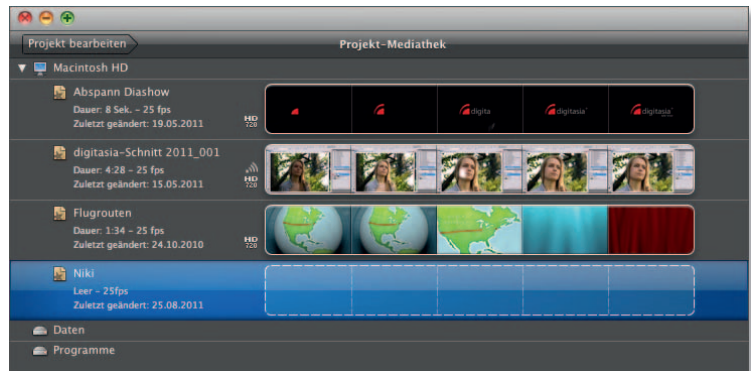 Projekt bearbeiten
Projekt-Mediathek
Macintosh HD
Abspann Diashow
Dauer: 8 Sek. – 25 fps
Zuletzt geändert: 19.05.2011
HD
720
digita
digitasia
digitasia
digitasia-Schnitt 2011_001
Dauer: 4:28 – 25 fps
Zuletzt geändert: 15.05.2011
HD
720
Flugrouten
Dauer: 1:34 – 25 fps
Zuletzt geändert: 24.10.2010
HD
720
Niki
Leer – 25fps
Zuletzt geändert: 25.08.2011
Daten
Programme